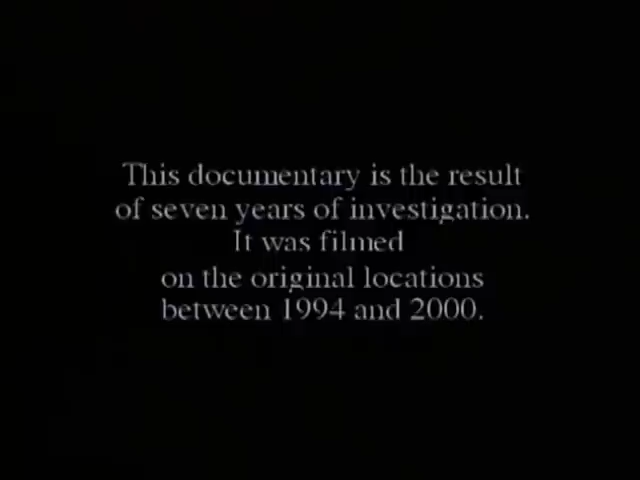 This documentary is the result
of seven years of investigation.
It was filmed
on the original locations
between 1994 and 2000.